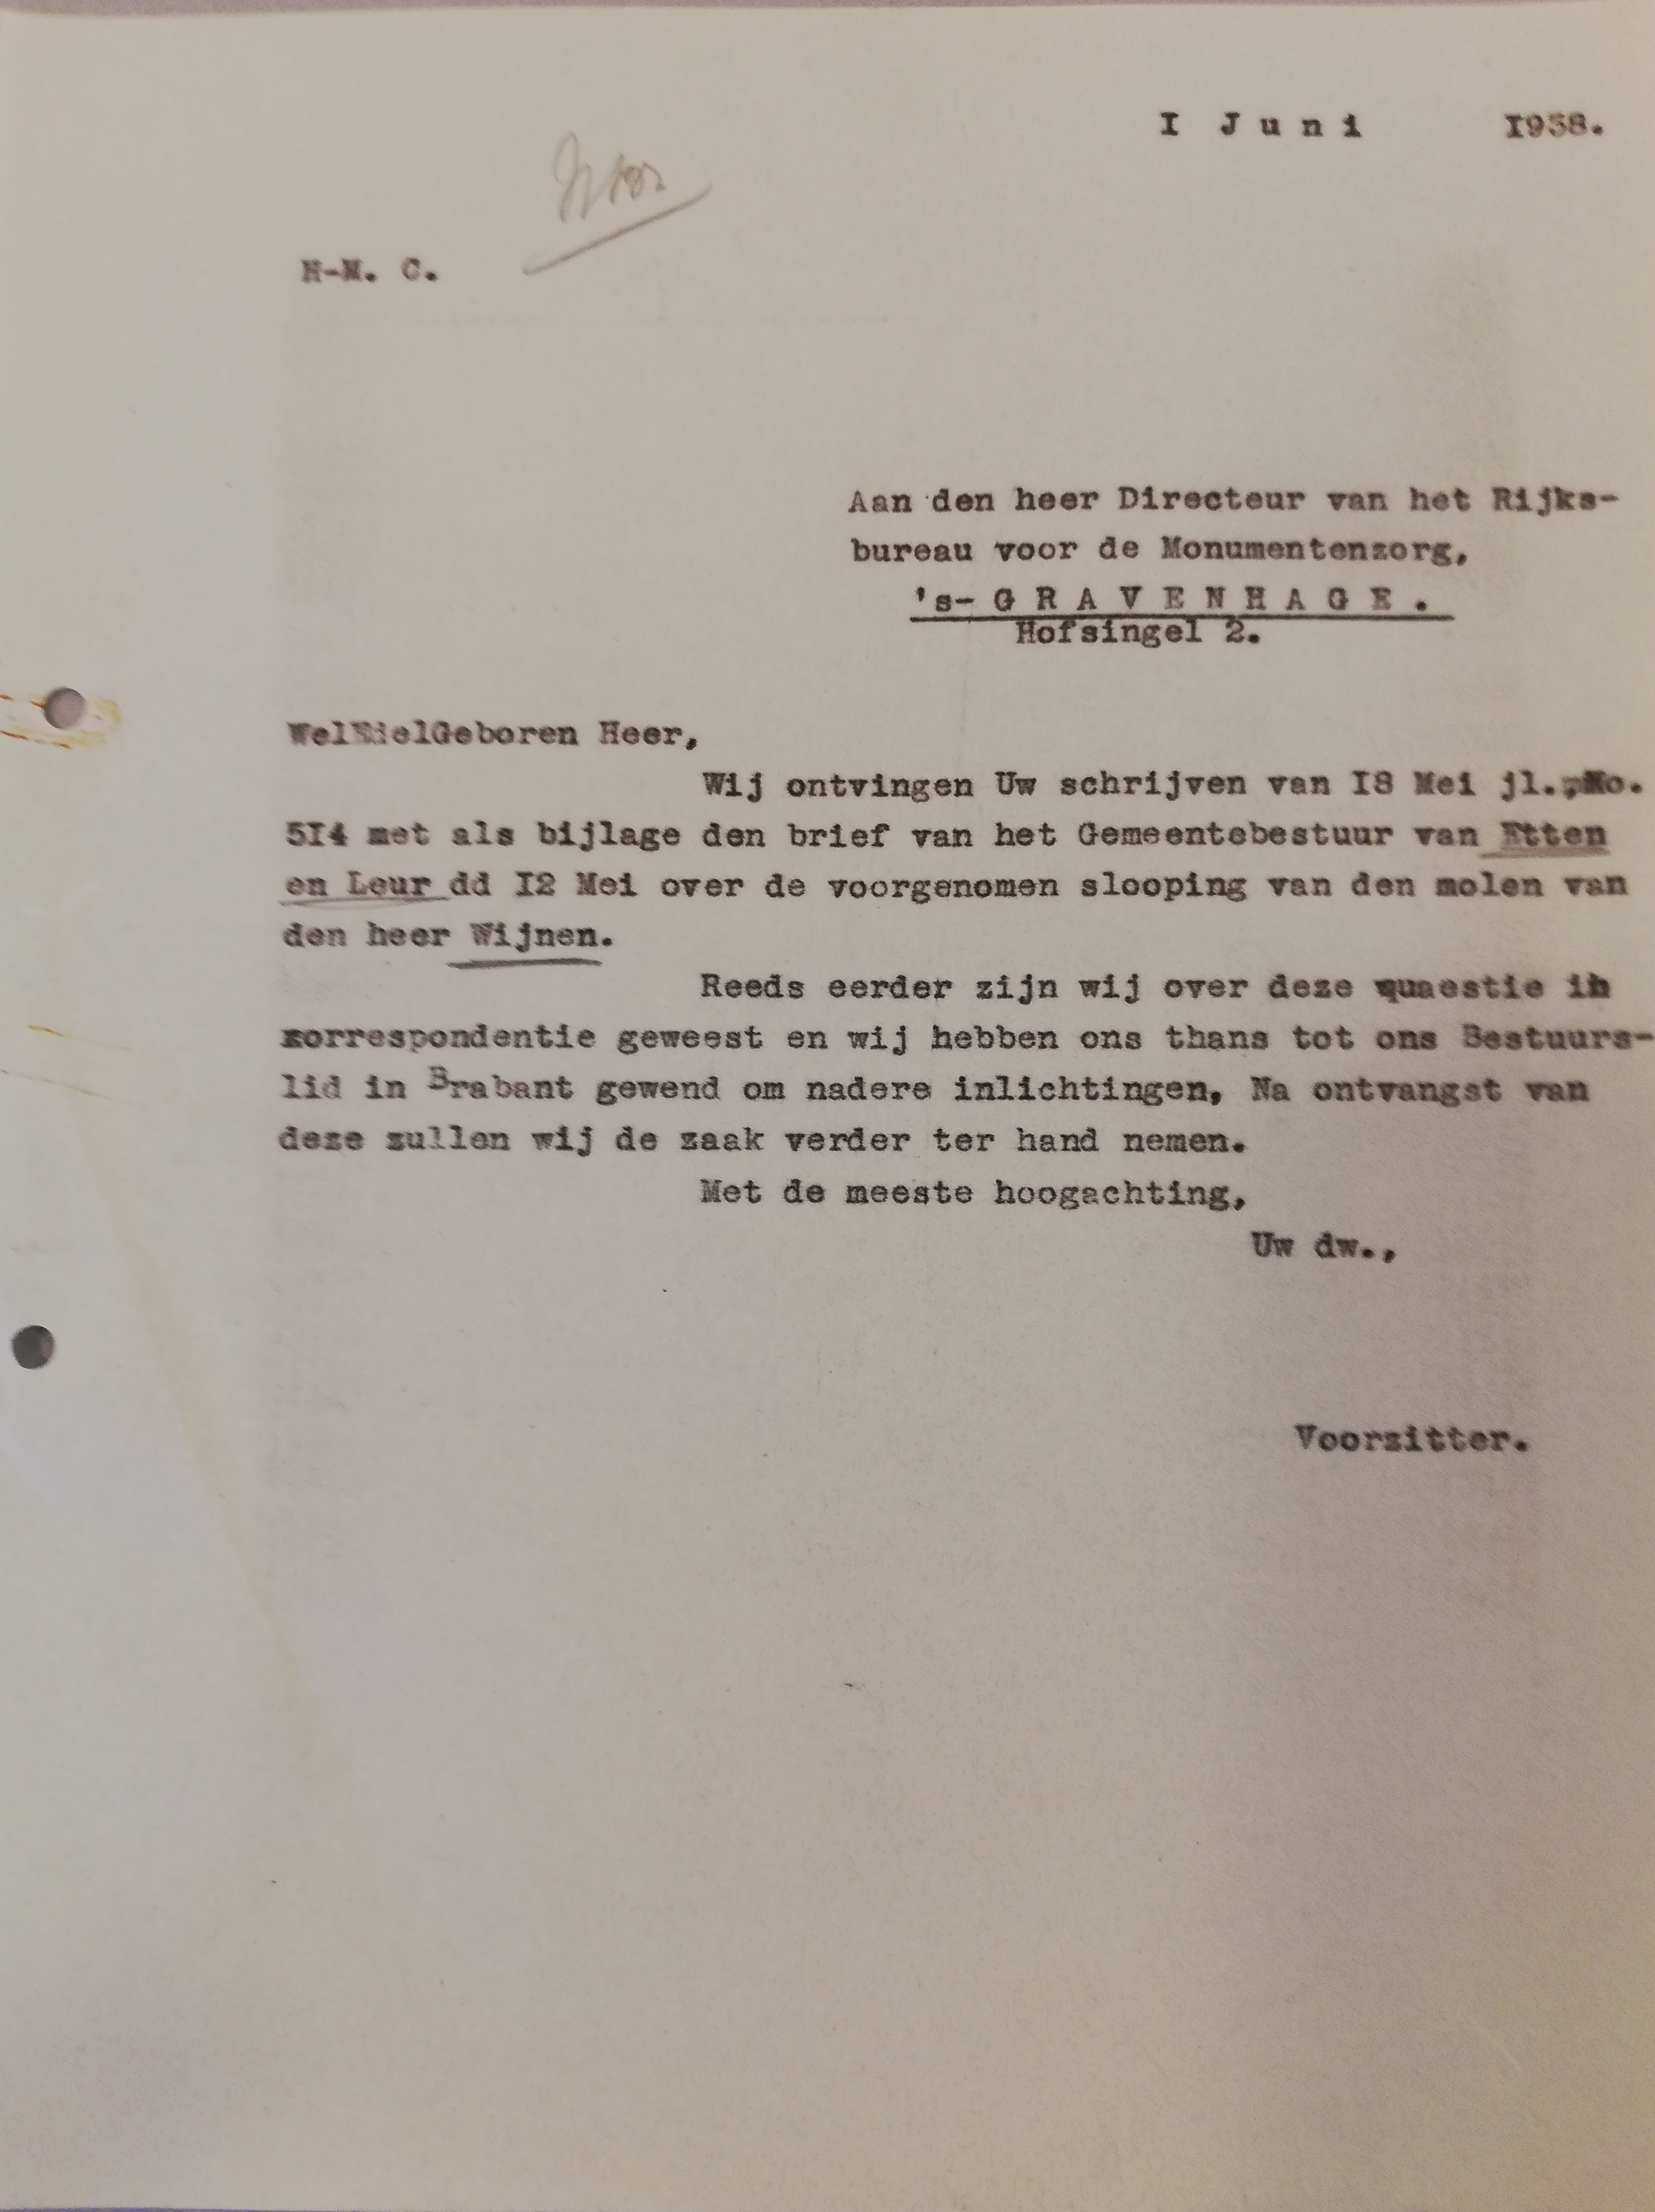 I Juni 1938.
H-M. C.
Aan den heer Directeur van het Rijks-
bureau voor de Monumentenzorg,
's-GRAVENHAGE.
Hofsingel 2.
WelEdelGeboren Heer,
Wij ontvingen Uw schrijven van I8 Mei jl., No.
5I4 met als bijlage den brief van het Gemeentebestuur van Etten
en Leur dd I2 Mei over de voorgenomen slooping van den molen van
den heer Wijnen.
Reeds eerder zijn wij over deze quaestie in
correspondentie geweest en wij hebben ons thans tot ons Bestuurs-
lid in Brabant gewend om nadere inlichtingen, Na ontvangst van
deze zullen wij de zaak verder ter hand nemen.
Met de meeste hoogachting,
Uw dw.,
Voorzitter.